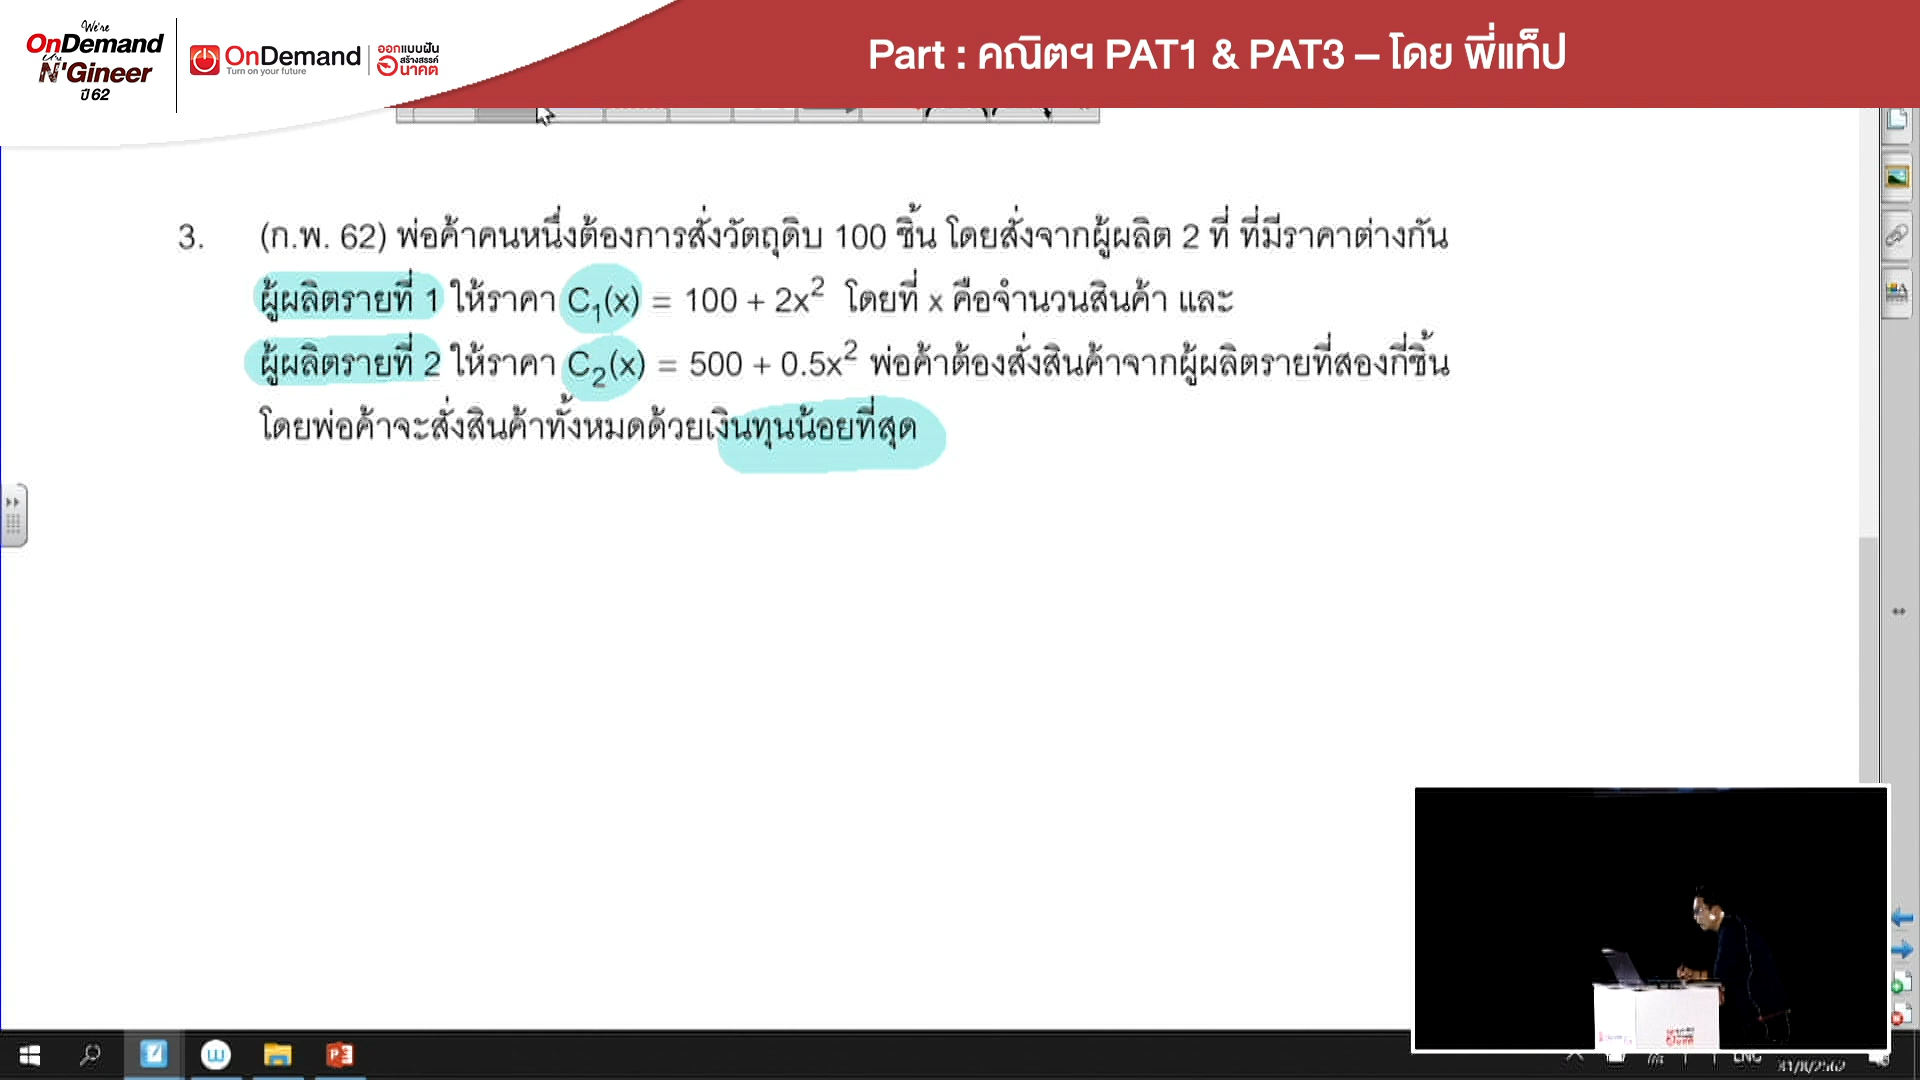 We're
OnDemand
N'Gineer
ปี 62
OnDemand
Turn on your future
ออกแบบฝัน
สร้างสรรค์
อนาคต
Part : คณิตฯ PAT1 & PAT3 – โดย พี่แท็ป
3. (ก.พ. 62) พ่อค้าคนหนึ่งต้องการสั่งวัตถุดิบ 100 ชิ้น โดยสั่งจากผู้ผลิต 2 ที่ ที่มีราคาต่างกัน
ผู้ผลิตรายที่ 1 ให้ราคา C₁(x) = 100 + 2x² โดยที่ x คือจำนวนสินค้า และ
ผู้ผลิตรายที่ 2 ให้ราคา C₂(x) = 500 + 0.5x² พ่อค้าต้องสั่งสินค้าจากผู้ผลิตรายที่สองกี่ชิ้น
โดยพ่อค้าจะสั่งสินค้าทั้งหมดด้วยเงินทุนน้อยที่สุด
ENG
31/8/2562